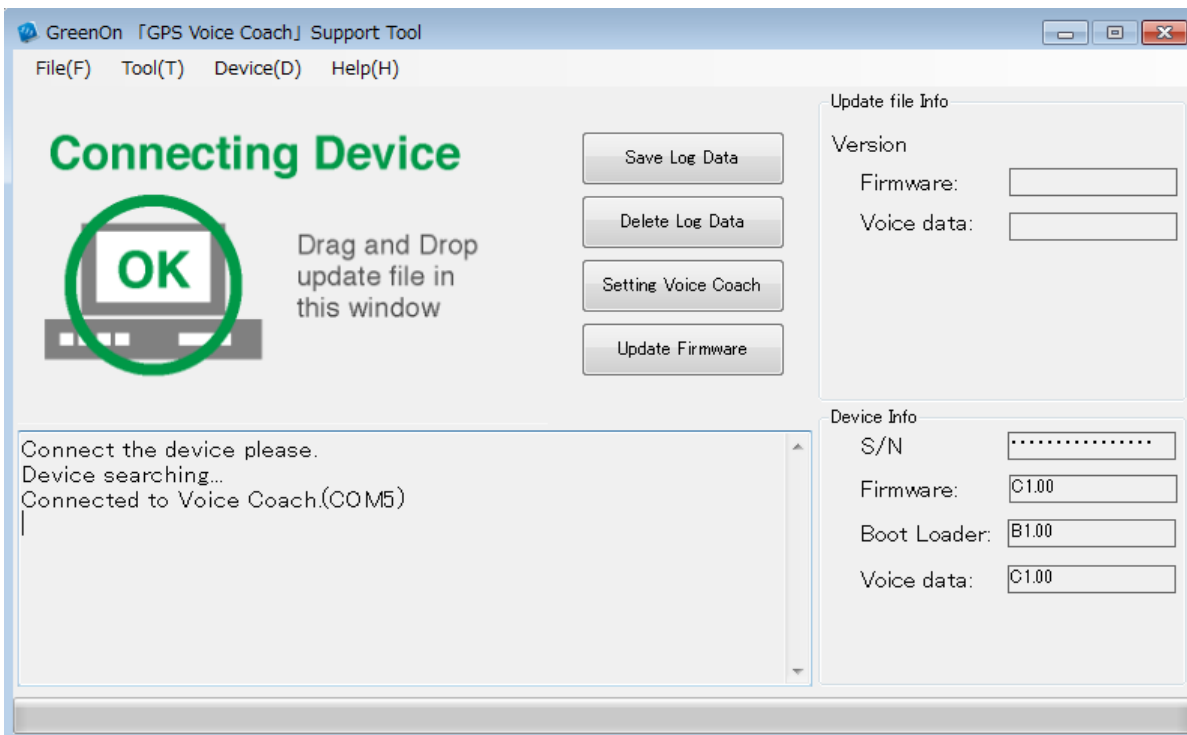 GreenOn 「GPS Voice Coach」 Support Tool
File(F) Tool(T) Device(D) Help(H)
Connecting Device
OK
Drag and Drop
update file in
this window
Save Log Data
Delete Log Data
Setting Voice Coach
Update Firmware
Update file Info
Version
Firmware:
Voice data:
Connect the device please.
Device searching...
Connected to Voice Coach.(COM5)
Device Info
S/N ················
Firmware: C1.00
Boot Loader: B1.00
Voice data: C1.00